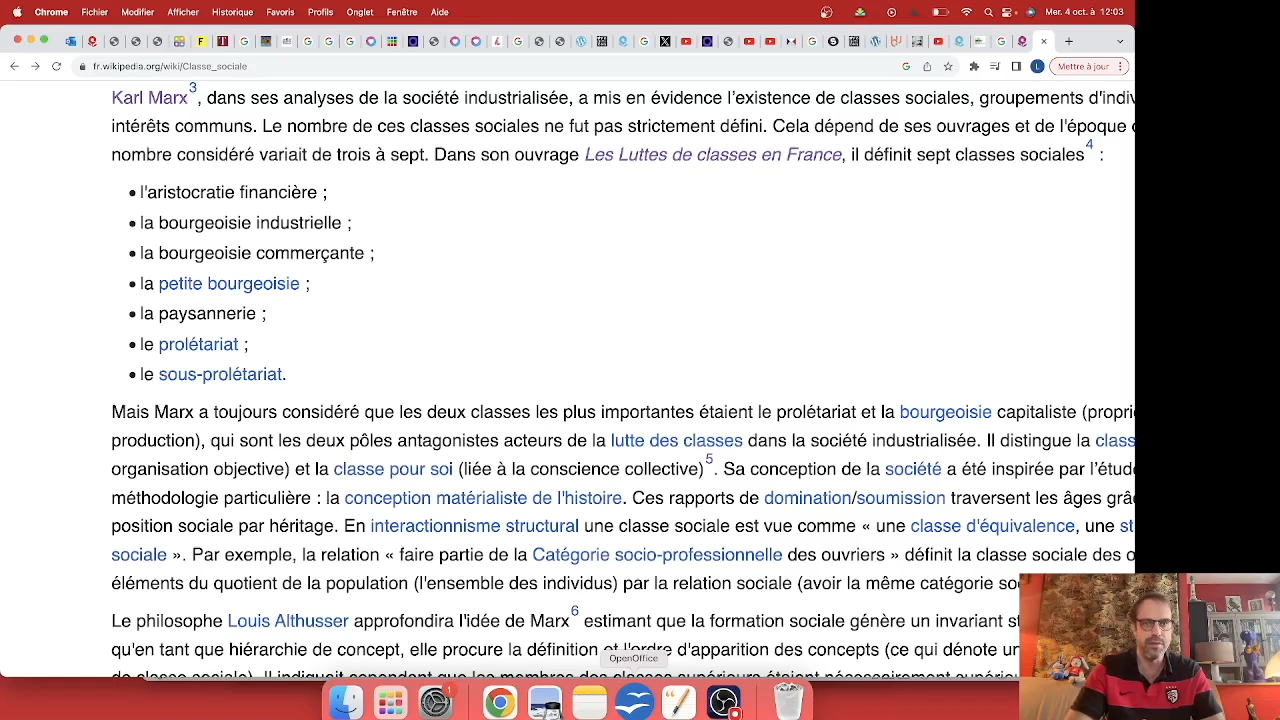 Chrome Fichier Modifier Afficher Historique Favoris Profils Onglet Fenêtre Aide Mer. 4 oct. à 12:03
fr.wikipedia.org/wiki/Classe_sociale Mettre à jour
Karl Marx3, dans ses analyses de la société industrialisée, a mis en évidence l'existence de classes sociales, groupements d'indiv
intérêts communs. Le nombre de ces classes sociales ne fut pas strictement défini. Cela dépend de ses ouvrages et de l'époque
nombre considéré variait de trois à sept. Dans son ouvrage Les Luttes de classes en France, il définit sept classes sociales4 :
• l'aristocratie financière ;
• la bourgeoisie industrielle ;
• la bourgeoisie commerçante ;
• la petite bourgeoisie ;
• la paysannerie ;
• le prolétariat ;
• le sous-prolétariat.
Mais Marx a toujours considéré que les deux classes les plus importantes étaient le prolétariat et la bourgeoisie capitaliste (propri
production), qui sont les deux pôles antagonistes acteurs de la lutte des classes dans la société industrialisée. Il distingue la class
organisation objective) et la classe pour soi (liée à la conscience collective)5. Sa conception de la société a été inspirée par l'étud
méthodologie particulière : la conception matérialiste de l'histoire. Ces rapports de domination/soumission traversent les âges grâ
position sociale par héritage. En interactionnisme structural une classe sociale est vue comme « une classe d'équivalence, une st
sociale ». Par exemple, la relation « faire partie de la Catégorie socio-professionnelle des ouvriers » définit la classe sociale des o
éléments du quotient de la population (l'ensemble des individus) par la relation sociale (avoir la même catégorie so
Le philosophe Louis Althusser approfondira l'idée de Marx6 estimant que la formation sociale génère un invariant st
qu'en tant que hiérarchie de concept, elle procure la définition et l'ordre d'apparition des concepts (ce qui dénote un
OpenOffice